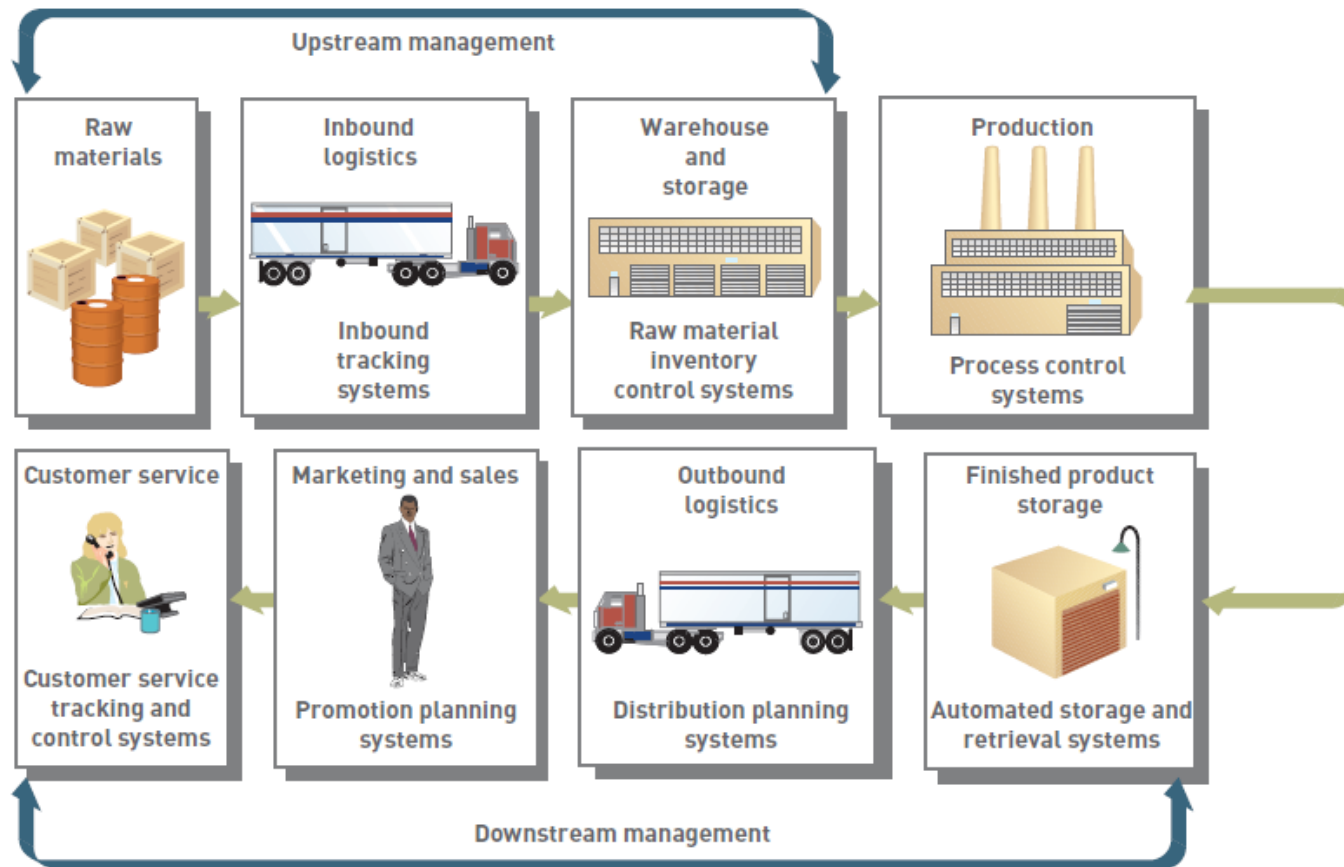 Upstream management
Raw
materials
Inbound
logistics
Inbound
tracking
systems
Warehouse
and
storage
Raw material
inventory
control systems
Production
Process control
systems
Customer service
Customer service
tracking and
control systems
Marketing and sales
Promotion planning
systems
Outbound
logistics
Distribution planning
systems
Finished product
storage
Automated storage and
retrieval systems
Downstream management